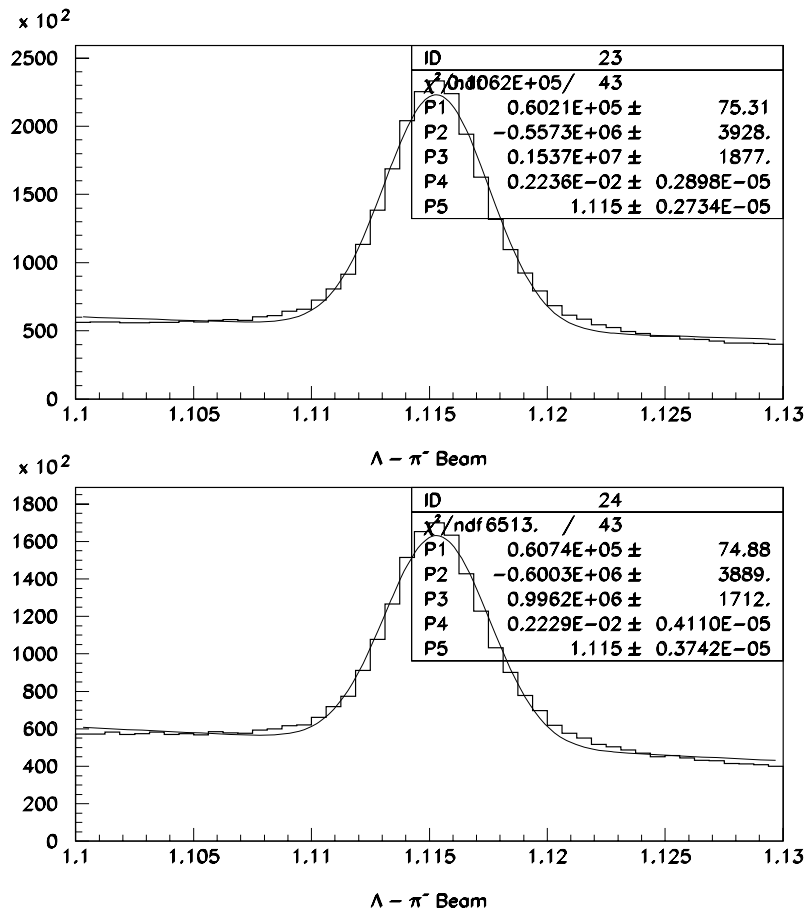 x 10²
2500
2000
1500
1000
500
0
1.1 1.105 1.11 1.115 1.12 1.125 1.13
ID 23
χ²/ndf 0.1062E+05/ 43
P1 0.6021E+05 ± 75.31
P2 -0.5573E+06 ± 3928.
P3 0.1537E+07 ± 1877.
P4 0.2236E-02 ± 0.2898E-05
P5 1.115 ± 0.2734E-05
Λ - π⁻ Beam
x 10²
1800
1600
1400
1200
1000
800
600
400
200
0
1.1 1.105 1.11 1.115 1.12 1.125 1.13
ID 24
χ²/ndf 6513. / 43
P1 0.6074E+05 ± 74.88
P2 -0.6003E+06 ± 3889.
P3 0.9962E+06 ± 1712.
P4 0.2229E-02 ± 0.4110E-05
P5 1.115 ± 0.3742E-05
Λ - π⁻ Beam